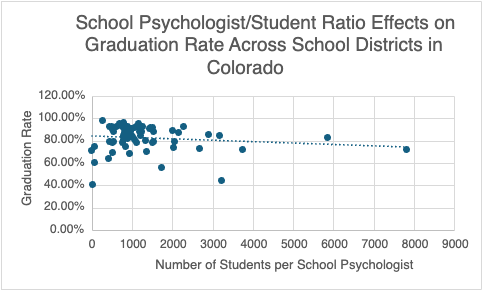 School Psychologist/Student Ratio Effects on
Graduation Rate Across School Districts in
Colorado
120.00%
100.00%
80.00%
60.00%
40.00%
20.00%
0.00%
Graduation Rate
0 1000 2000 3000 4000 5000 6000 7000 8000 9000
Number of Students per School Psychologist